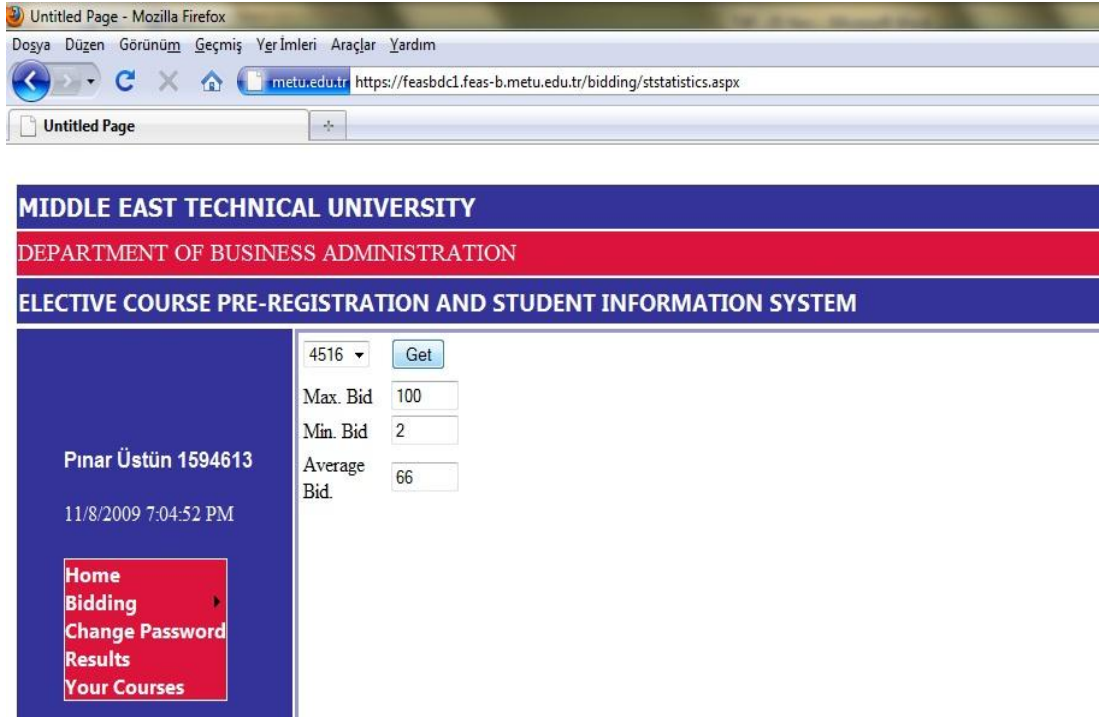 Untitled Page - Mozilla Firefox
Dosya Düzen Görünüm Geçmiş Yer İmleri Araçlar Yardım
metu.edu.tr https://feasbdc1.feas-b.metu.edu.tr/bidding/ststatistics.aspx
Untitled Page
MIDDLE EAST TECHNICAL UNIVERSITY
DEPARTMENT OF BUSINESS ADMINISTRATION
ELECTIVE COURSE PRE-REGISTRATION AND STUDENT INFORMATION SYSTEM
4516 Get
Max. Bid 100
Min. Bid 2
Average
Bid. 66
Pınar Üstün 1594613
11/8/2009 7:04:52 PM
Home
Bidding
Change Password
Results
Your Courses